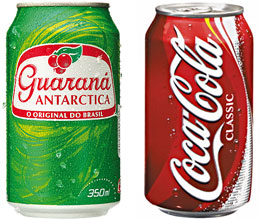 Guaraná
ANTARCTICA
O ORIGINAL DO BRASIL
350ml
Coca-Cola
CLASSIC